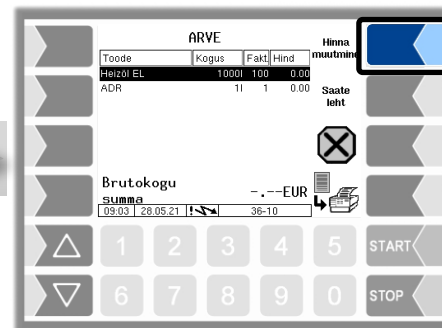 ARVE
Hinna
muutmine
Toode Kogus Fakt. Hind
Heizöl EL 1000l 100 0.00
ADR 1l 1 0.00
Saate
leht
Brutokogu
summa -.--EUR
09:03 28.05.21 36-10
1 2 3 4 5 START
6 7 8 9 0 STOP